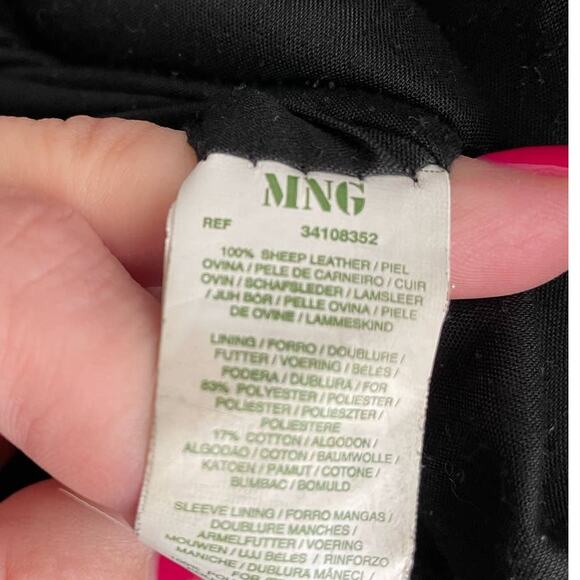 MNG
REF 34108352
100% SHEEP LEATHER / PIEL
OVINA / PELE DE CARNEIRO / CUIR
OVIN / SCHAFSLEDER / LAMSLEER
/ JUH BŐR / PELLE OVINA / PIELE
DE OVINE / LAMMESKIND
LINING / FORRO / DOUBLURE /
FUTTER / VOERING / BÉLÉS /
FODERA / DUBLURA / FOR
83% POLYESTER / POLIESTER /
POLIÉSTER / POLIÉSZTER /
POLIESTERE
17% COTTON / ALGODON /
ALGODAO / COTON / BAUMWOLLE /
KATOEN / PAMUT / COTONE /
BUMBAC / BOMULD
SLEEVE LINING / FORRO MANGAS /
DOUBLURE MANCHES /
ARMELFUTTER / VOERING
MOUWEN / UJJ BÉLÉS / RINFORZO
MANICHE / DUBLURA MÂNECI /